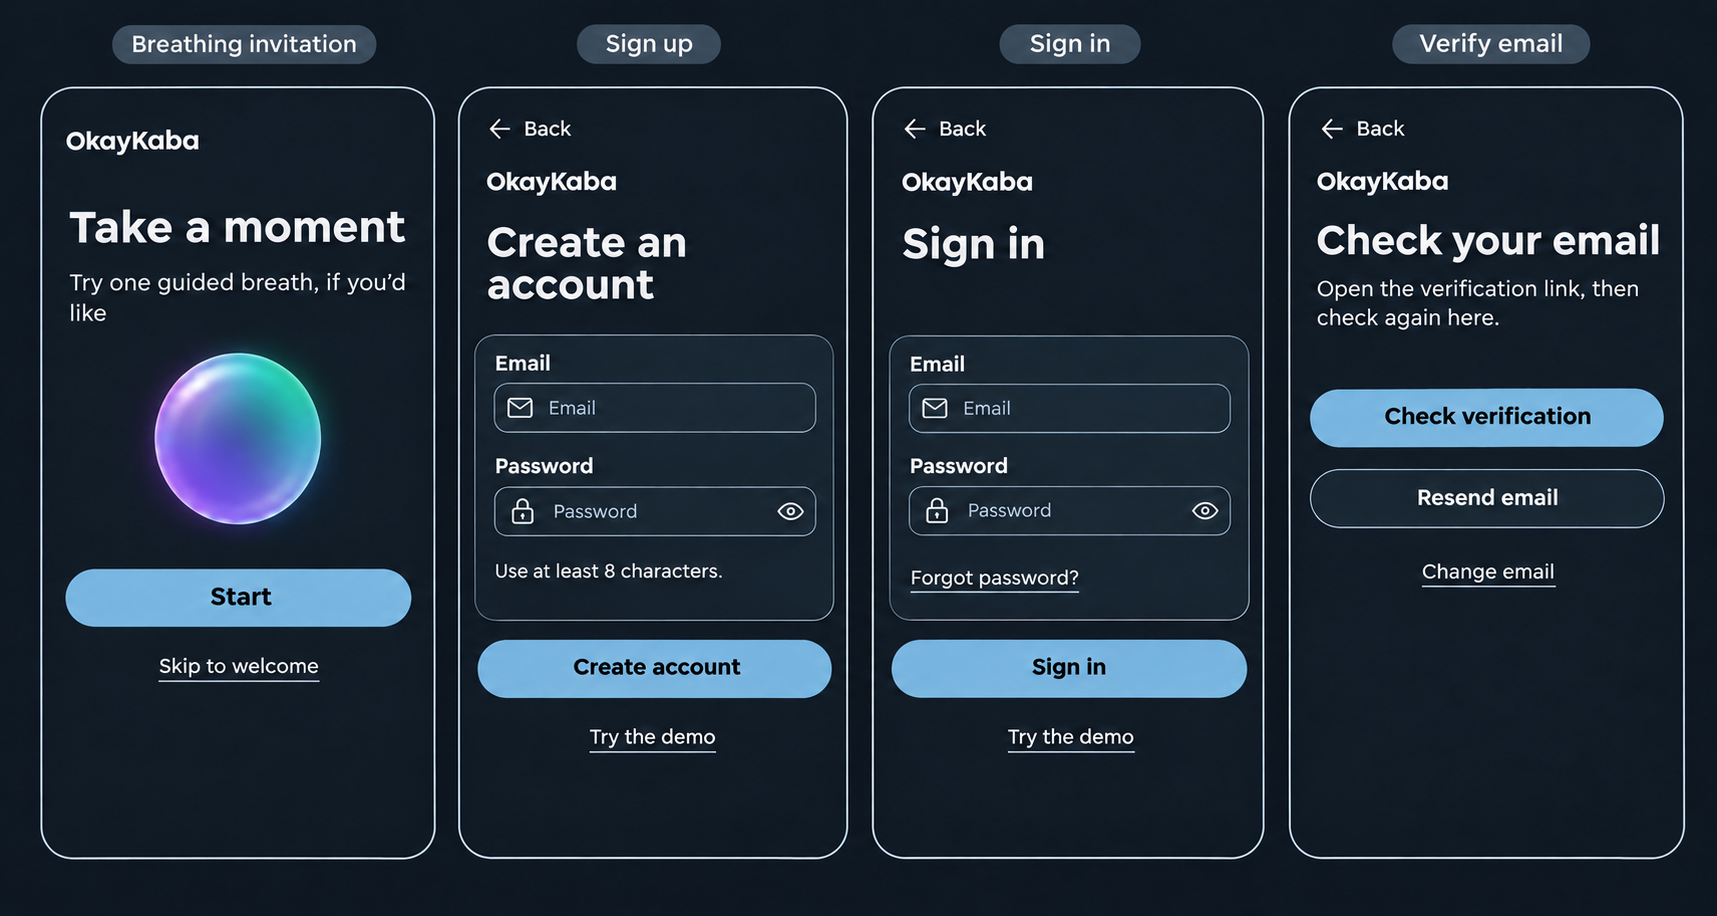 Breathing invitation
OkayKaba
Take a moment
Try one guided breath, if you’d
like
Start
Skip to welcome
Sign up
Back
OkayKaba
Create an
account
Email
Email
Password
Password
Use at least 8 characters.
Create account
Try the demo
Sign in
Back
OkayKaba
Sign in
Email
Email
Password
Password
Forgot password?
Sign in
Try the demo
Verify email
Back
OkayKaba
Check your email
Open the verification link, then
check again here.
Check verification
Resend email
Change email